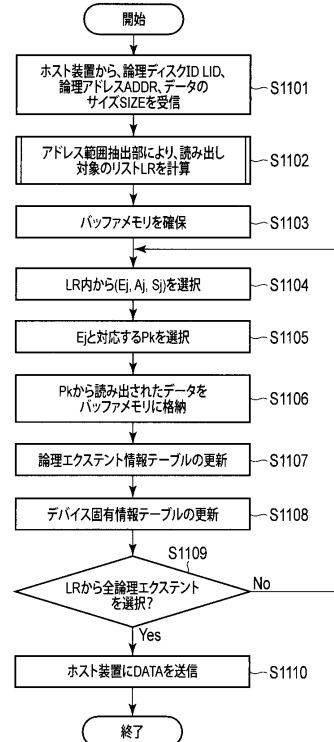 開始
ホスト装置から、論理ディスクID LID、
論理アドレスADDR、データの
サイズSIZEを受信
S1101
アドレス範囲抽出部により、読み出し
対象のリストLRを計算
S1102
バッファメモリを確保
S1103
LR内から(Ej, Aj, Sj)を選択
S1104
Ejと対応するPkを選択
S1105
Pkから読み出されたデータを
バッファメモリに格納
S1106
論理エクステント情報テーブルの更新
S1107
デバイス固有情報テーブルの更新
S1108
S1109
LRから全論理エクステント
を選択?
No
Yes
ホスト装置にDATAを送信
S1110
終了